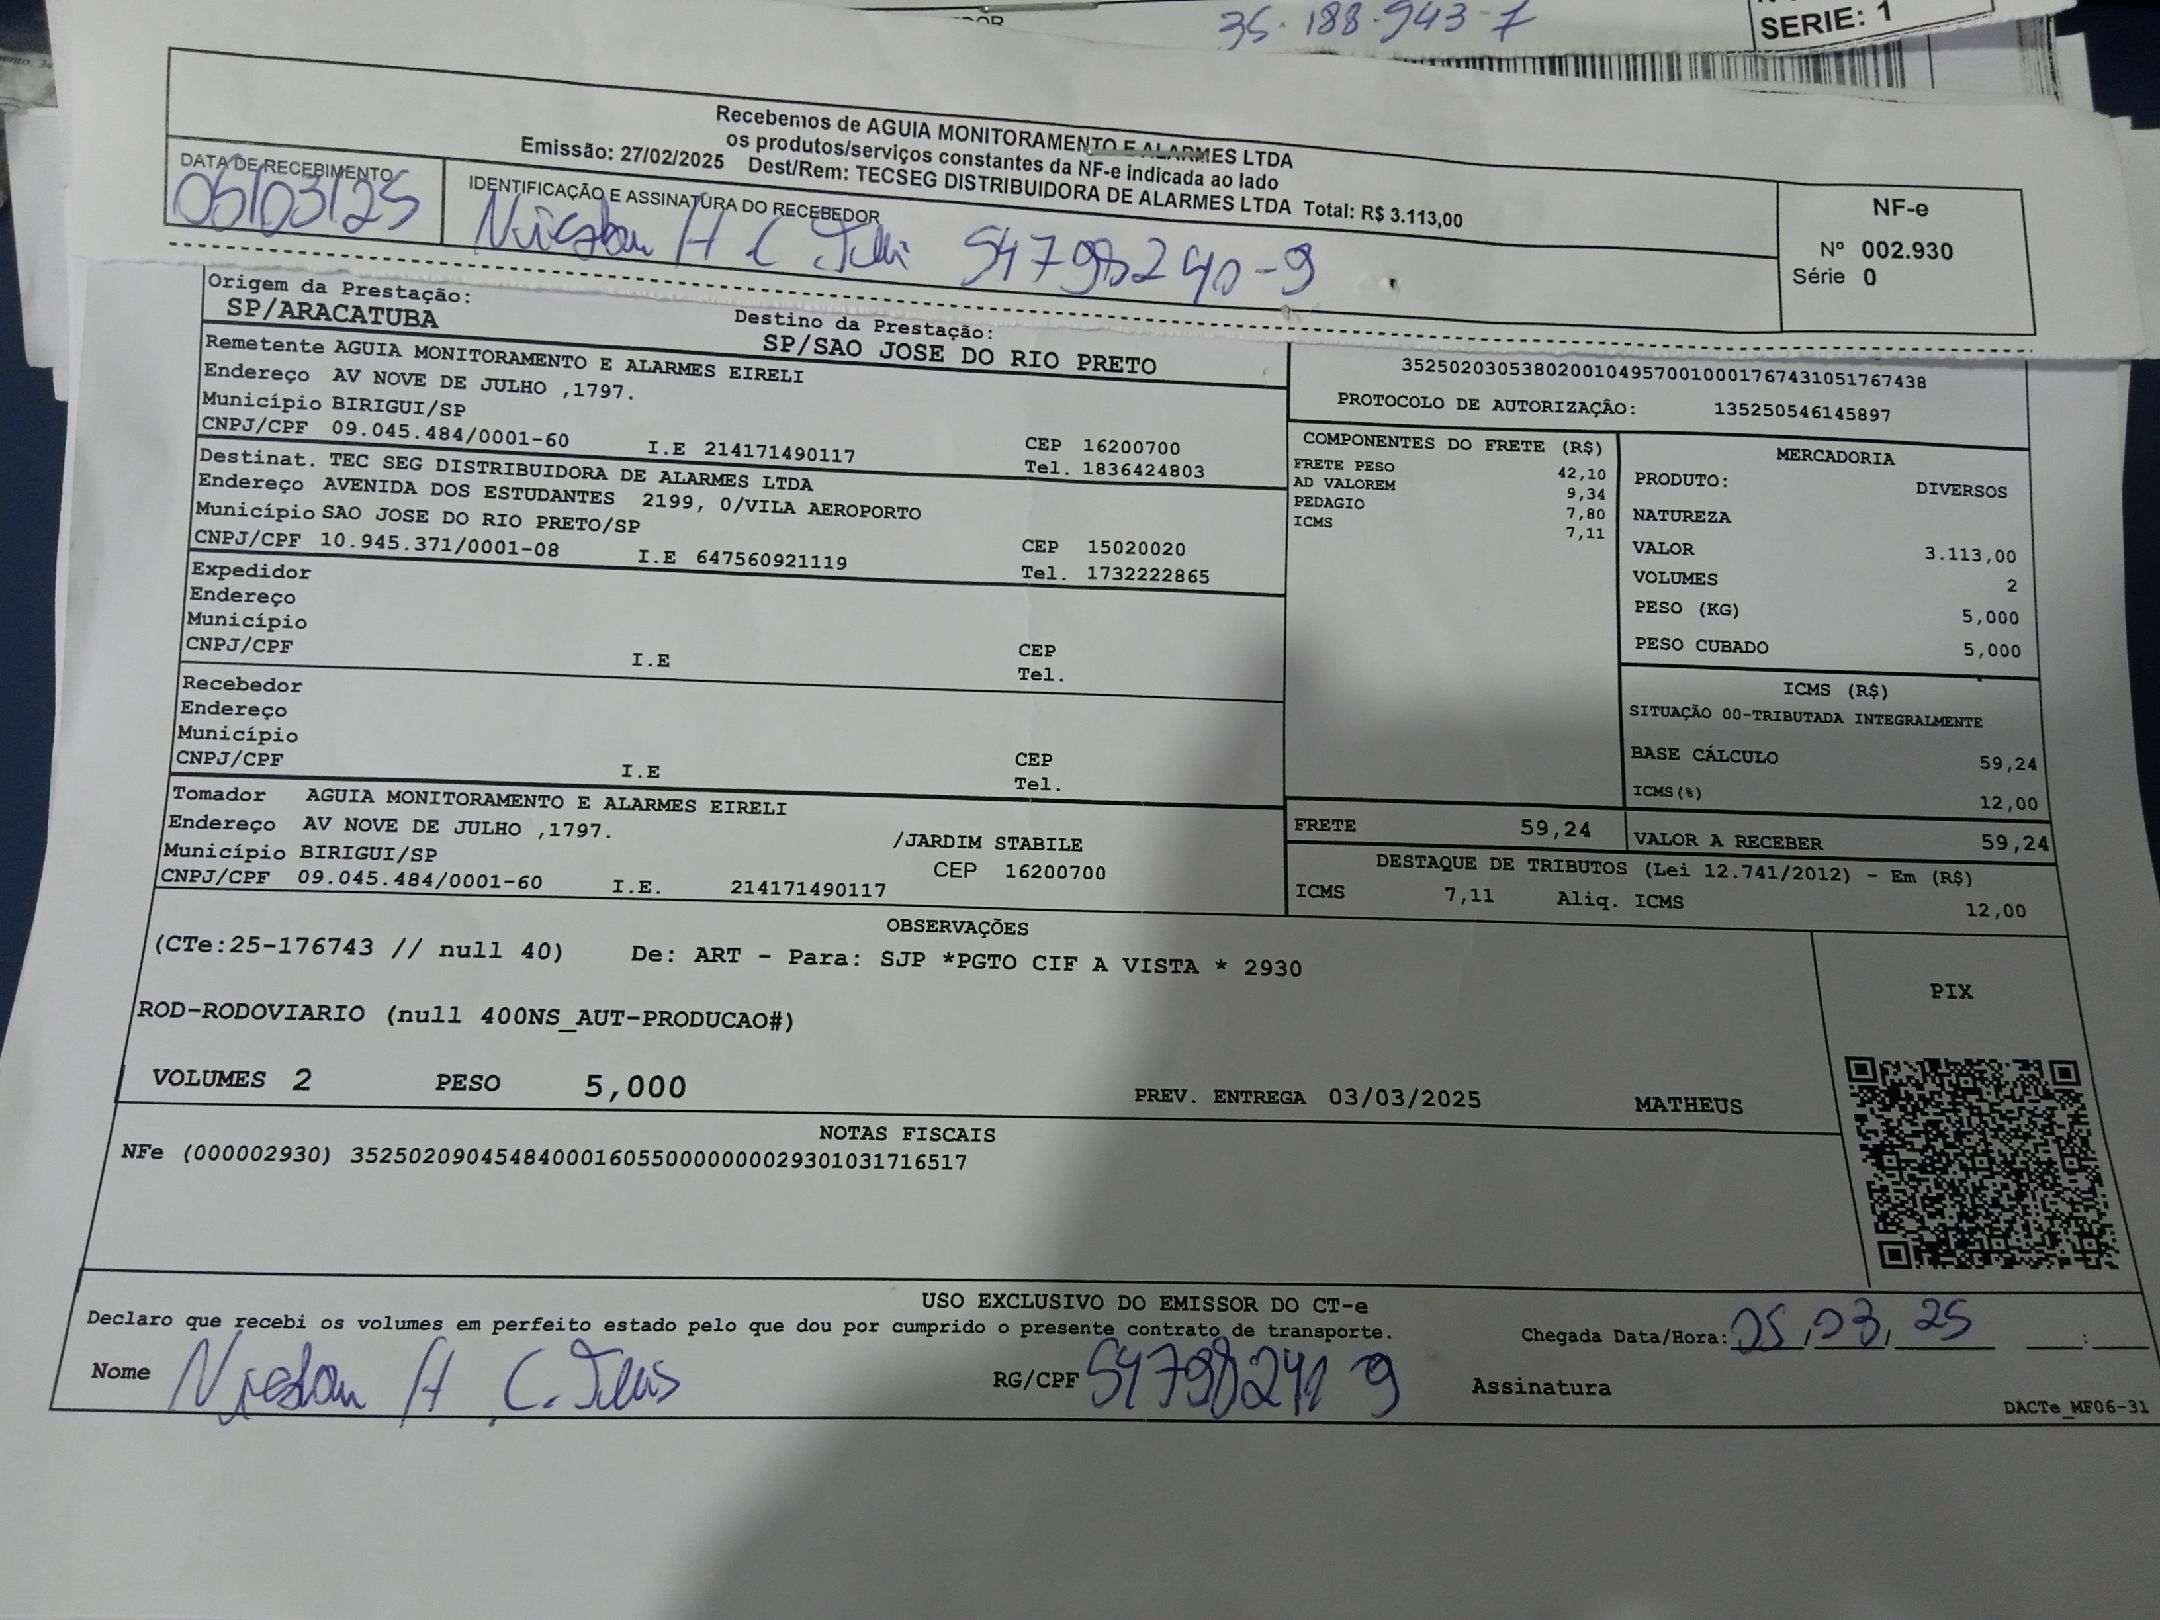 35.188.943-7
SERIE: 1
Recebemos de AGUIA MONITORAMENTO E ALARMES LTDA
os produtos/serviços constantes da NF-e indicada ao lado
Emissão: 27/02/2025 Dest/Rem: TECSEG DISTRIBUIDORA DE ALARMES LTDA Total: R$ 3.113,00
DATA DE RECEBIMENTO
05/03/25
IDENTIFICAÇÃO E ASSINATURA DO RECEBEDOR
H C
NF-e
Nº 002.930
Série 0
Origem da Prestação:
SP/ARACATUBA
Destino da Prestação:
SP/SAO JOSE DO RIO PRETO
Remetente AGUIA MONITORAMENTO E ALARMES EIRELI
Endereço AV NOVE DE JULHO ,1797.
Município BIRIGUI/SP CEP 16200700
CNPJ/CPF 09.045.484/0001-60 I.E 214171490117 Tel. 1836424803
Destinat. TEC SEG DISTRIBUIDORA DE ALARMES LTDA
Endereço AVENIDA DOS ESTUDANTES 2199, 0/VILA AEROPORTO
Município SAO JOSE DO RIO PRETO/SP CEP 15020020
CNPJ/CPF 10.945.371/0001-08 I.E 647560921119 Tel. 1732222865
Expedidor
Endereço
Município CEP
CNPJ/CPF I.E Tel.
Recebedor
Endereço
Município CEP
CNPJ/CPF I.E Tel.
Tomador AGUIA MONITORAMENTO E ALARMES EIRELI
Endereço AV NOVE DE JULHO ,1797. /JARDIM STABILE
Município BIRIGUI/SP CEP 16200700
CNPJ/CPF 09.045.484/0001-60 I.E. 214171490117
35250203053802001049570010001767431051767438
PROTOCOLO DE AUTORIZAÇÃO: 135250546145897
COMPONENTES DO FRETE (R$)
FRETE PESO 42,10
AD VALOREM 9,34
PEDAGIO 7,80
ICMS 7,11
MERCADORIA
PRODUTO: DIVERSOS
NATUREZA
VALOR 3.113,00
VOLUMES 2
PESO (KG) 5,000
PESO CUBADO 5,000
ICMS (R$)
SITUAÇÃO 00-TRIBUTADA INTEGRALMENTE
BASE CÁLCULO 59,24
ICMS(%) 12,00
FRETE 59,24 VALOR A RECEBER 59,24
DESTAQUE DE TRIBUTOS (Lei 12.741/2012) - Em (R$)
ICMS 7,11 Aliq. ICMS 12,00
OBSERVAÇÕES
(CTe:25-176743 // null 40) De: ART - Para: SJP *PGTO CIF A VISTA * 2930
ROD-RODOVIARIO (null 400NS_AUT-PRODUCAO#)
VOLUMES 2 PESO 5,000 PREV. ENTREGA 03/03/2025 MATHEUS
PIX
NOTAS FISCAIS
NFe (000002930) 35250209045484000160550000000029301031716517
USO EXCLUSIVO DO EMISSOR DO CT-e
Declaro que recebi os volumes em perfeito estado pelo que dou por cumprido o presente contrato de transporte.
Chegada Data/Hora: 05/03/25 :
Nome H C. RG/CPF Assinatura
DACTe_MF06-31